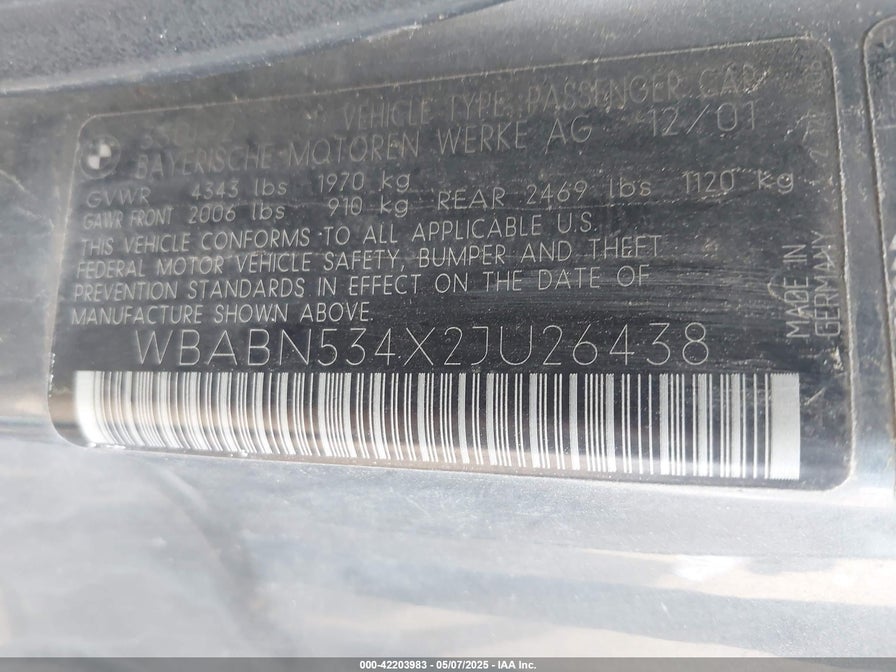 VEHICLE TYPE, PASSENGER CAR
BAYERISCHE MOTOREN WERKE AG 12/01
GVWR 4343 lbs 1970 kg
GAWR FRONT 2006 lbs 910 kg REAR 2469 lbs 1120 kg
THIS VEHICLE CONFORMS TO ALL APPLICABLE U.S.
FEDERAL MOTOR VEHICLE SAFETY, BUMPER AND THEFT
PREVENTION STANDARDS IN EFFECT ON THE DATE OF
MANUFACTURE SHOWN ABOVE
WBABN534X2JU26438
MADE IN
GERMANY
000-42203983 - 05/07/2025 - IAA Inc.